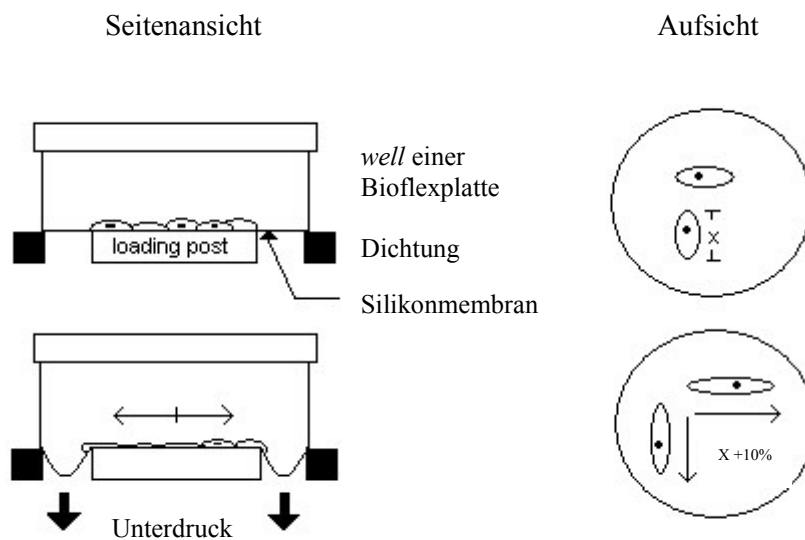 Seitenansicht
Aufsicht
well einer
Bioflexplatte
loading post
Dichtung
x
Silikonmembran
X +10%
Unterdruck